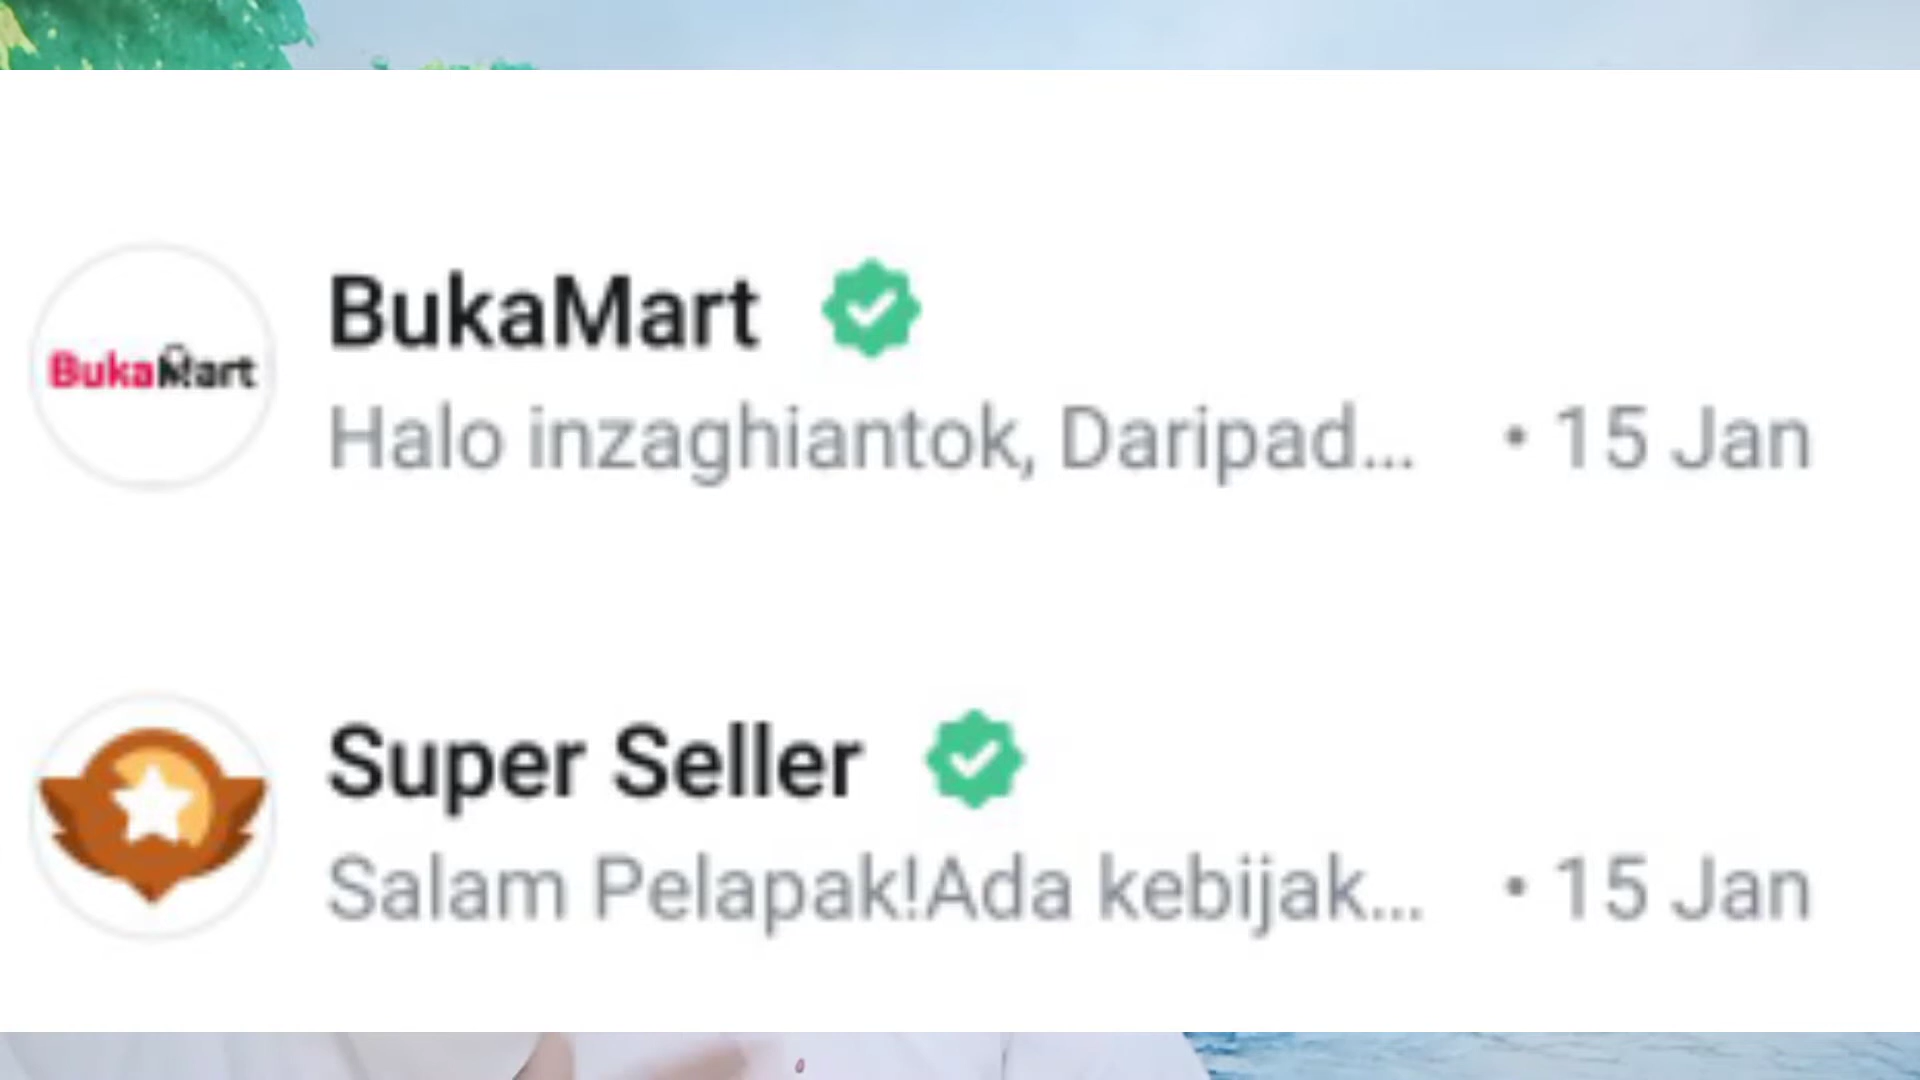 BukaMart
BukaMart
Halo inzaghiantok, Daripad... • 15 Jan
Super Seller
Salam Pelapak!Ada kebijak... • 15 Jan